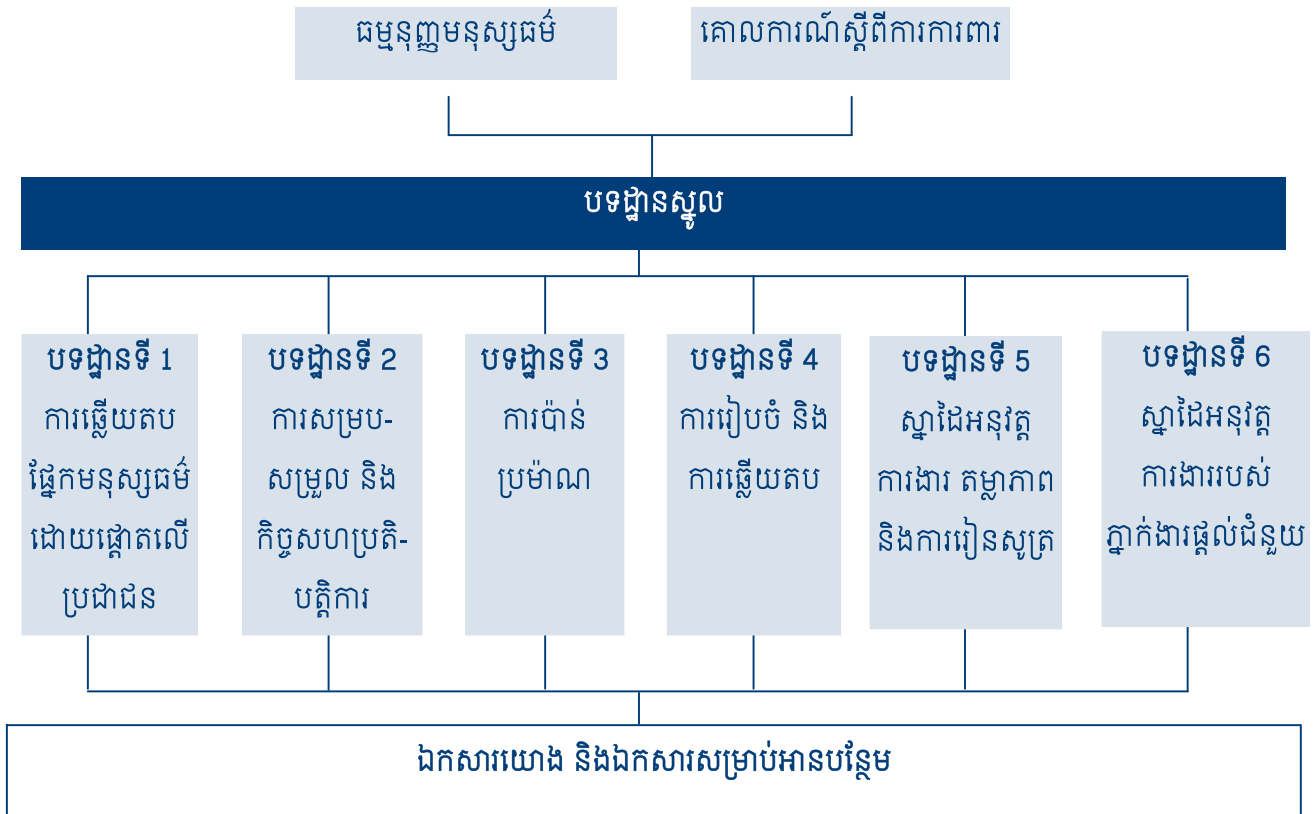 ធម្មនុញ្ញមនុស្សធម៌
គោលការណ៍ស្តីពីការការពារ
បទដ្ឋានស្នូល
បទដ្ឋានទី 1
ការឆ្លើយតប
ផ្នែកមនុស្សធម៌
ដោយផ្តោតលើ
ប្រជាជន
បទដ្ឋានទី 2
ការសម្រប-
សម្រួល និង
កិច្ចសហប្រតិ-
បត្តិការ
បទដ្ឋានទី 3
ការប៉ាន់
ប្រម៉ាណ
បទដ្ឋានទី 4
ការរៀបចំ និង
ការឆ្លើយតប
បទដ្ឋានទី 5
ស្នាដៃអនុវត្ត
ការងារ តម្លាភាព
និងការរៀនសូត្រ
បទដ្ឋានទី 6
ស្នាដៃអនុវត្ត
ការងាររបស់
ភ្នាក់ងារផ្តល់ជំនួយ
ឯកសារយោង និងឯកសារសម្រាប់អានបន្ថែម